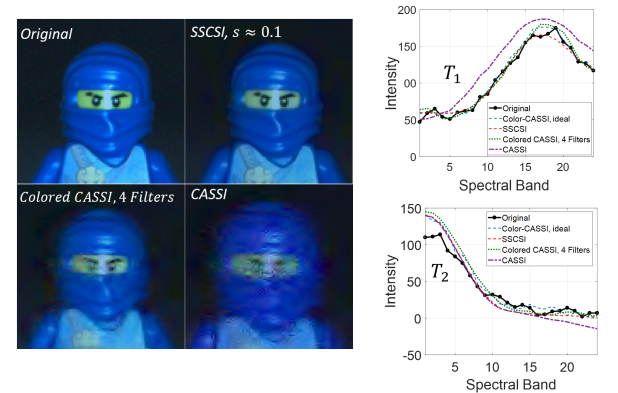 Original
SSCSI, s ≈ 0.1
Colored CASSI, 4 Filters
CASSI
200
150
100
50
0
Intensity
T1
Original
Color-CASSI, ideal
SSCSI
Colored CASSI, 4 Filters
CASSI
5 10 15 20
Spectral Band
150
100
50
0
-50
Intensity
T2
Original
Color-CASSI, ideal
SSCSI
Colored CASSI, 4 Filters
CASSI
5 10 15 20
Spectral Band